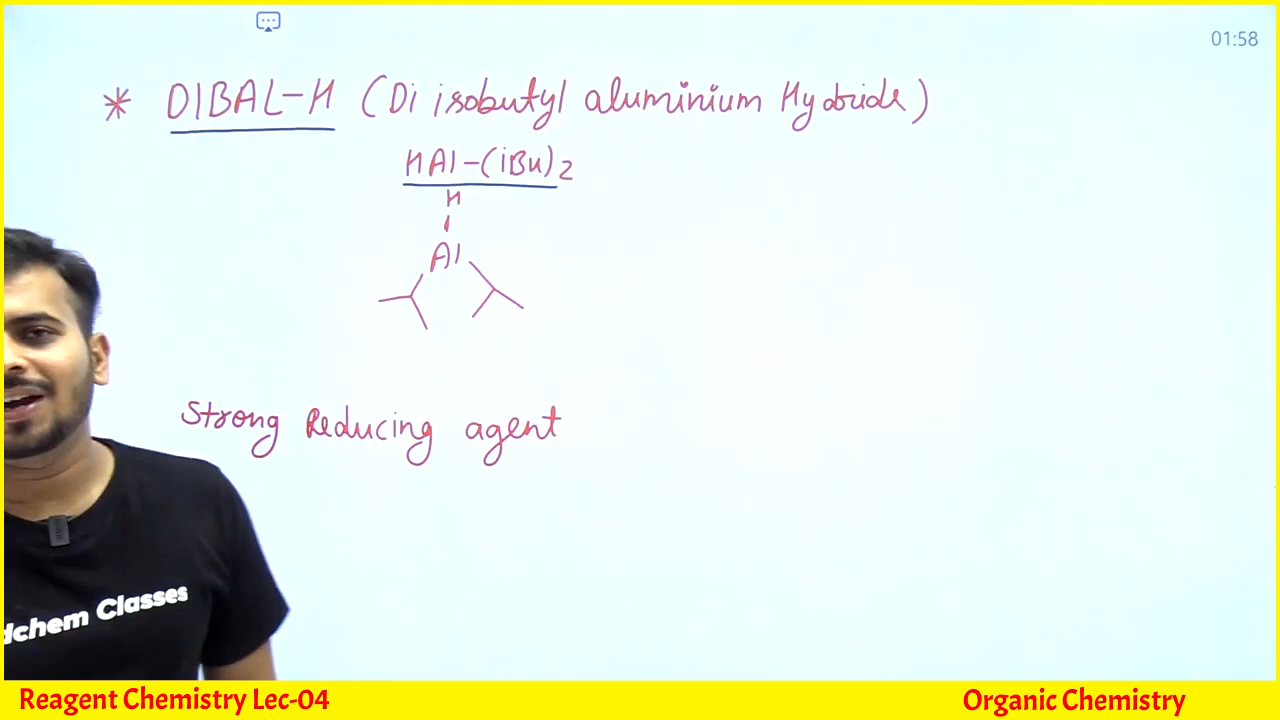 01:58
* DIBAL-H (Di isobutyl aluminium Hydride)
HAl-(iBu)2
H
Al
Strong Reducing agent
dchem Classes
Reagent Chemistry Lec-04
Organic Chemistry